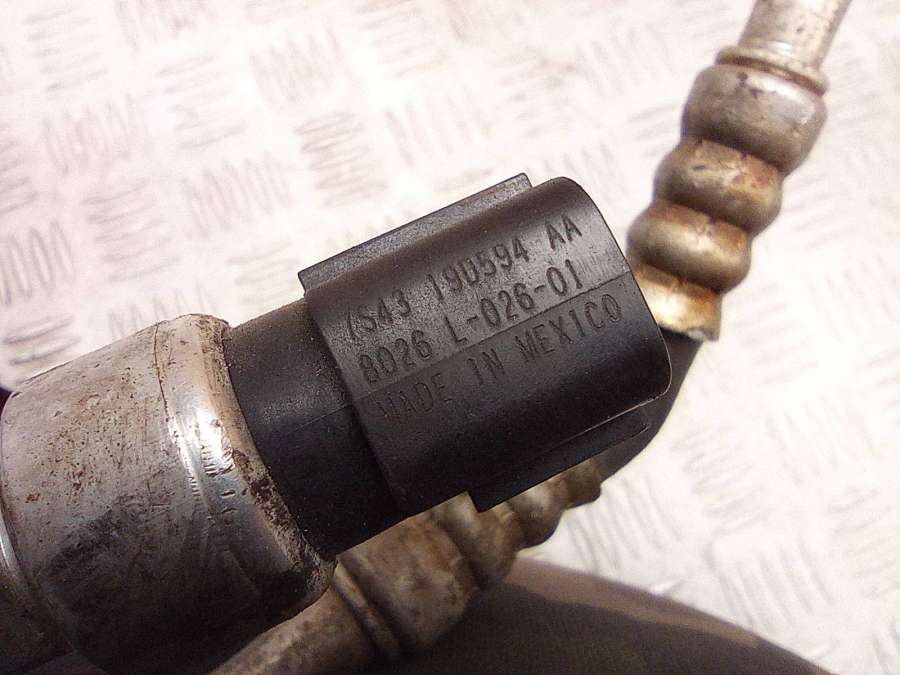 7S43 19D594 AA
8026 L-026-01
MADE IN MEXICO